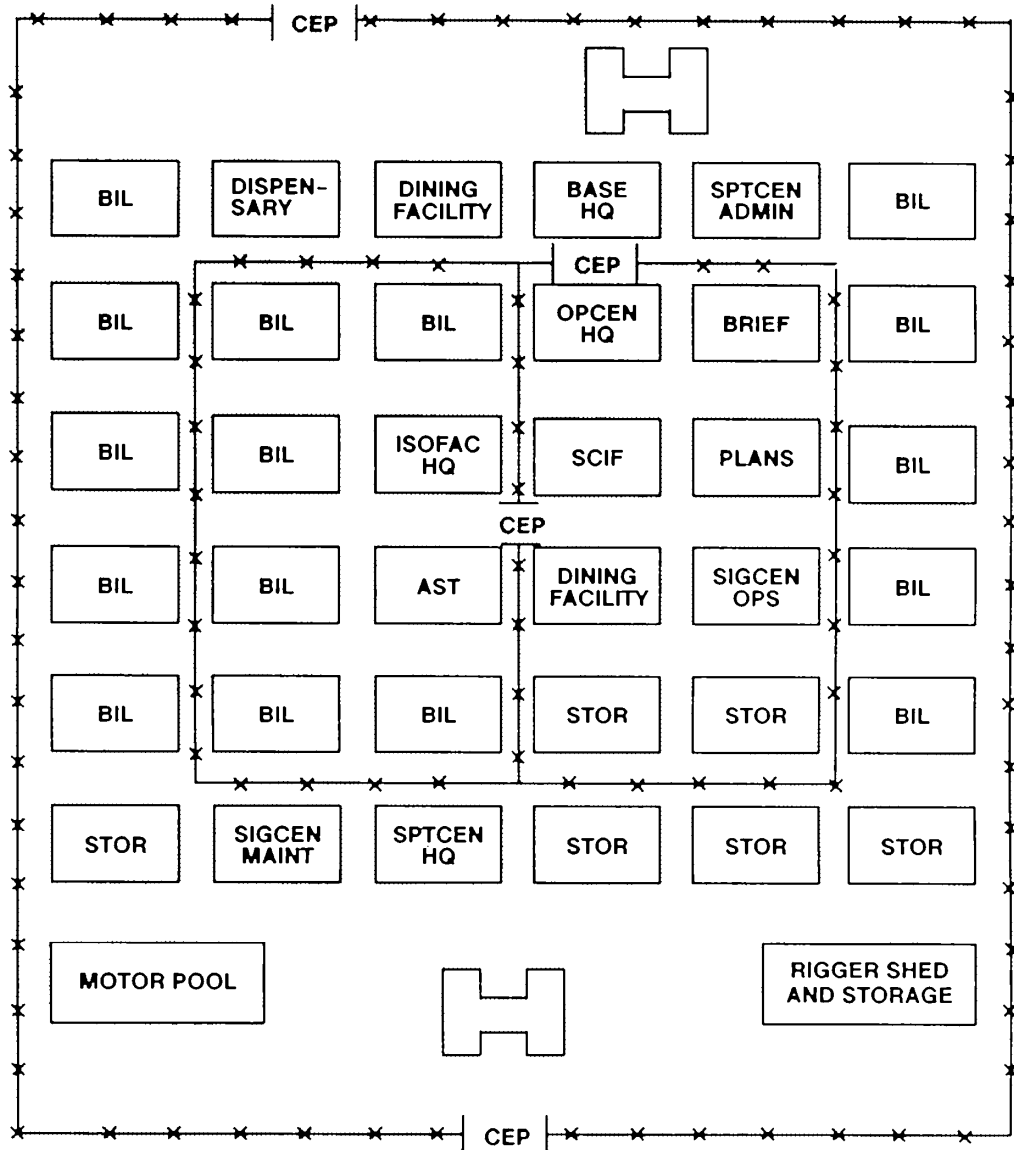 CEP
BIL
DISPEN-
SARY
DINING
FACILITY
BASE
HQ
SPTCEN
ADMIN
BIL
CEP
BIL
BIL
BIL
OPCEN
HQ
BRIEF
BIL
BIL
BIL
ISOFAC
HQ
SCIF
PLANS
BIL
CEP
BIL
BIL
AST
DINING
FACILITY
SIGCEN
OPS
BIL
BIL
BIL
BIL
STOR
STOR
BIL
STOR
SIGCEN
MAINT
SPTCEN
HQ
STOR
STOR
STOR
MOTOR POOL
RIGGER SHED
AND STORAGE
CEP